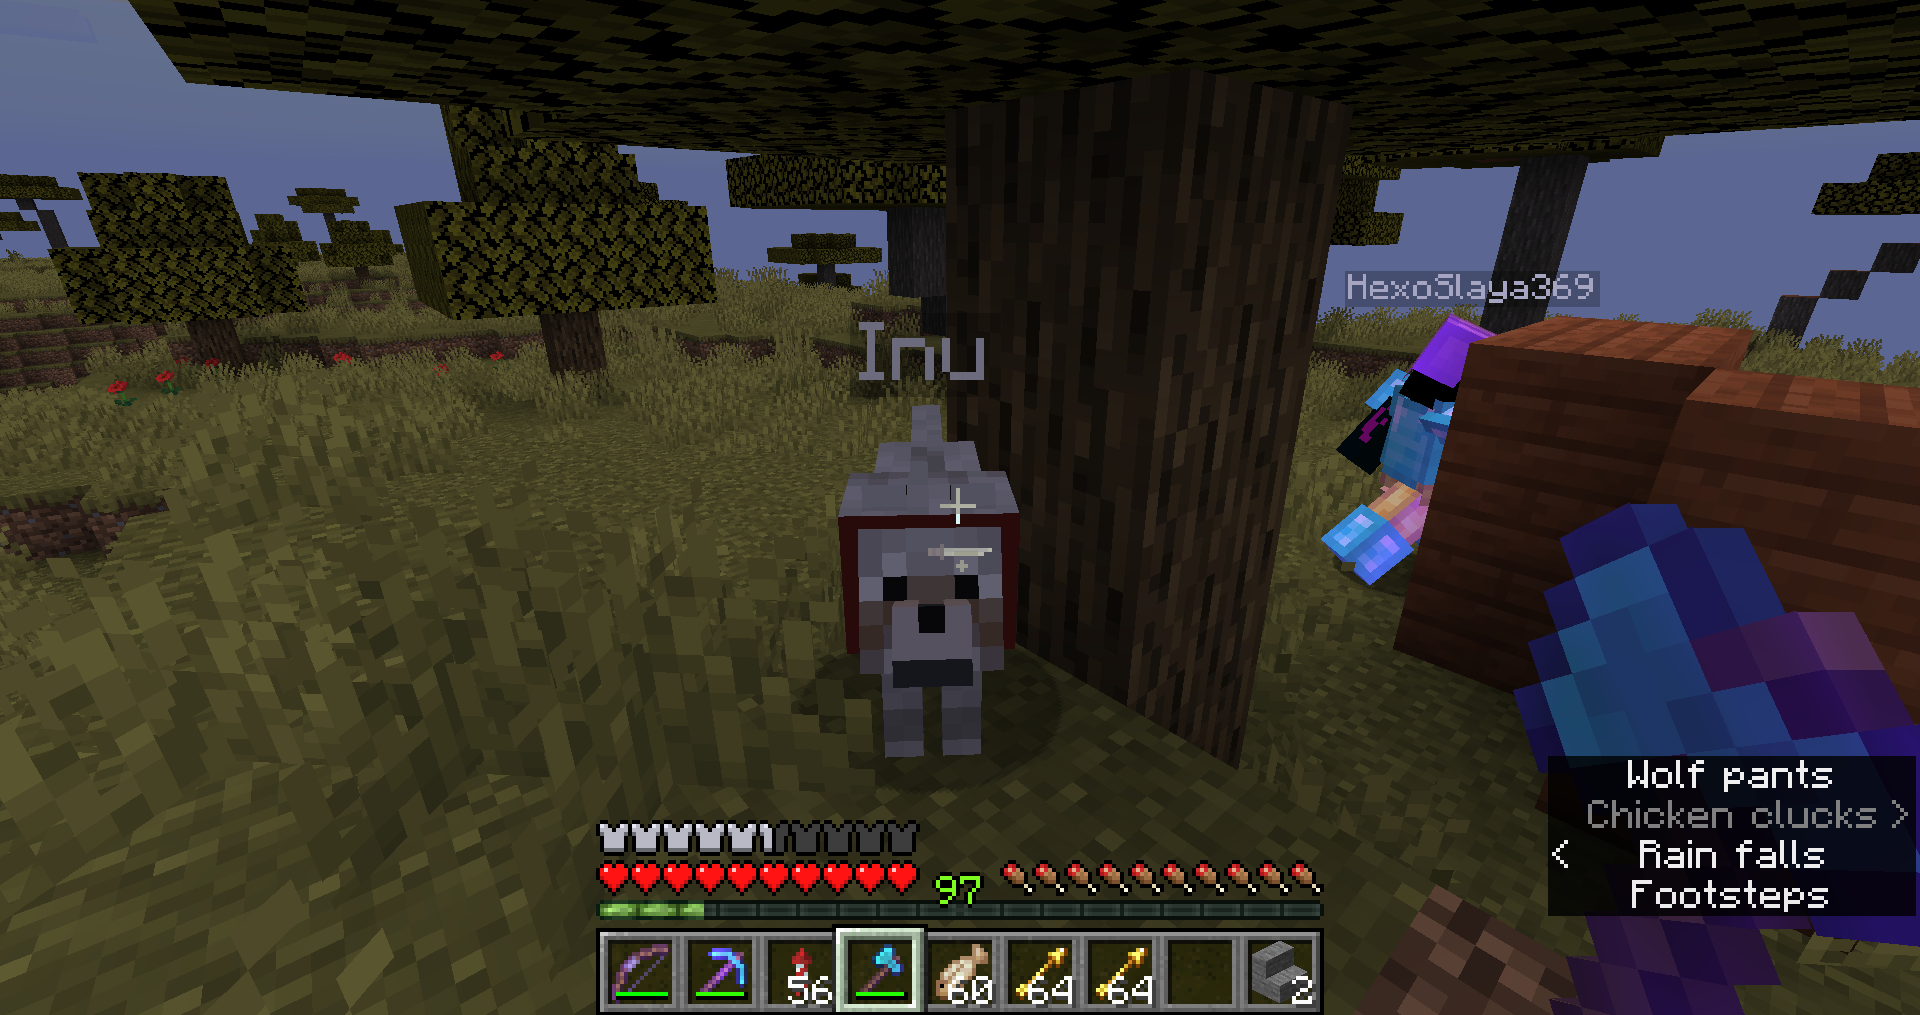 HexoSlaya369
Inu
Wolf pants
Chicken clucks >
< Rain falls
Footsteps
97
56
60
64
64
2